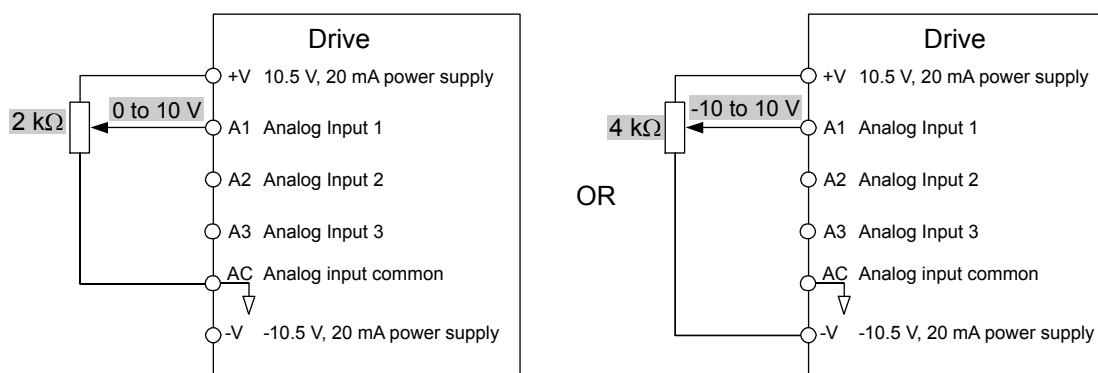 Drive
+V 10.5 V, 20 mA power supply
2 kΩ
0 to 10 V
A1 Analog Input 1
A2 Analog Input 2
A3 Analog Input 3
AC Analog input common
-V -10.5 V, 20 mA power supply
OR
Drive
+V 10.5 V, 20 mA power supply
4 kΩ
-10 to 10 V
A1 Analog Input 1
A2 Analog Input 2
A3 Analog Input 3
AC Analog input common
-V -10.5 V, 20 mA power supply